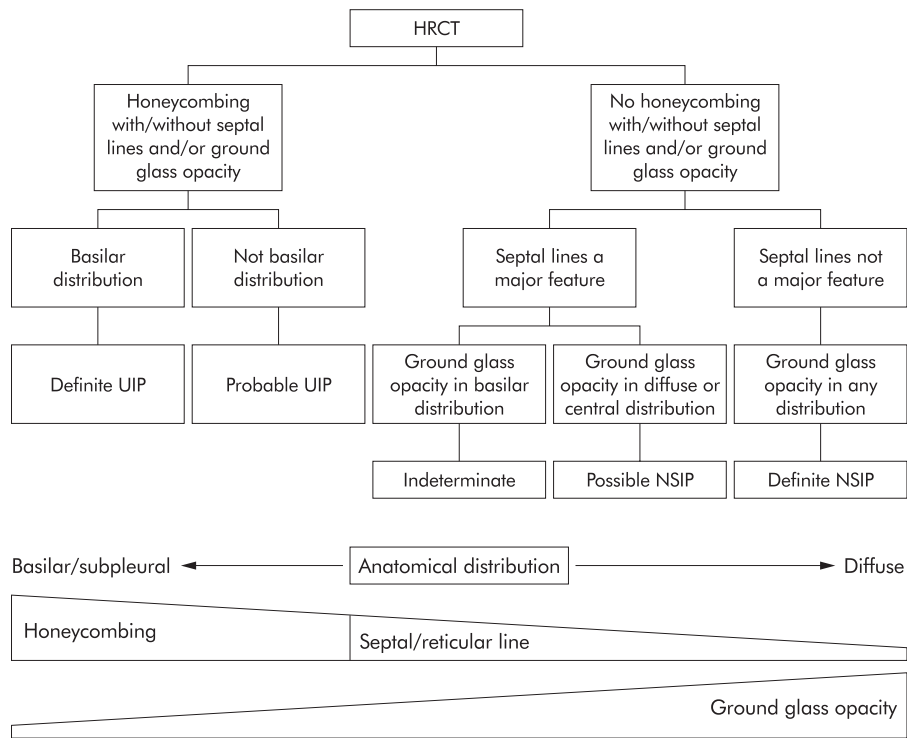 HRCT
Honeycombing
with/without septal
lines and/or ground
glass opacity
No honeycombing
with/without septal
lines and/or ground
glass opacity
Basilar
distribution
Not basilar
distribution
Septal lines a
major feature
Septal lines not
a major feature
Definite UIP
Probable UIP
Ground glass
opacity in basilar
distribution
Ground glass
opacity in diffuse or
central distribution
Ground glass
opacity in any
distribution
Indeterminate
Possible NSIP
Definite NSIP
Basilar/subpleural
Anatomical distribution
Diffuse
Honeycombing
Septal/reticular line
Ground glass opacity